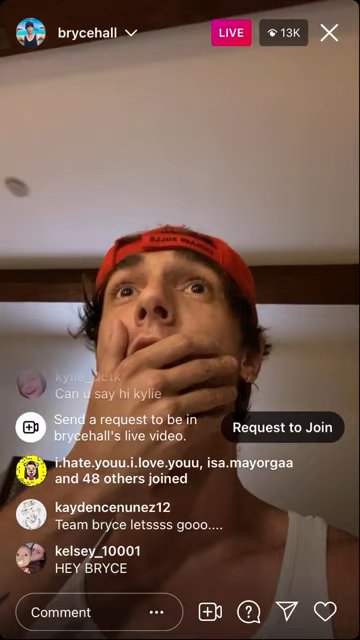 brycehall
LIVE
13K
Can u say hi kylie
Send a request to be in
brycehall's live video.
Request to Join
i.hate.youu.i.love.youu, isa.mayorgaa
and 48 others joined
kaydencenunez12
Team bryce letssss gooo....
kelsey_10001
HEY BRYCE
Comment